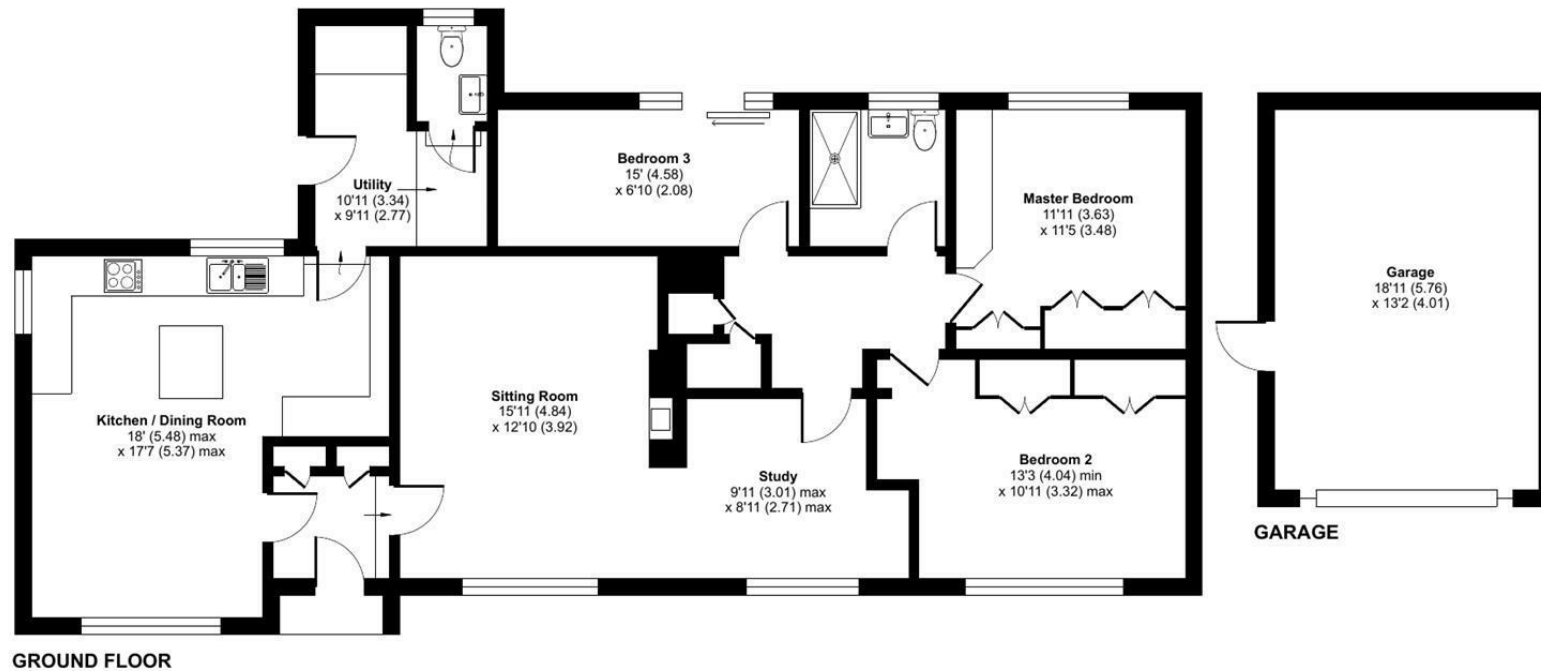 Utility
10'11 (3.34)
x 9'11 (2.77)
Bedroom 3
15' (4.58)
x 6'10 (2.08)
Master Bedroom
11'11 (3.63)
x 11'5 (3.48)
Garage
18'11 (5.76)
x 13'2 (4.01)
Kitchen / Dining Room
18' (5.48) max
x 17'7 (5.37) max
Sitting Room
15'11 (4.84)
x 12'10 (3.92)
Study
9'11 (3.01) max
x 8'11 (2.71) max
Bedroom 2
13'3 (4.04) min
x 10'11 (3.32) max
GARAGE
GROUND FLOOR